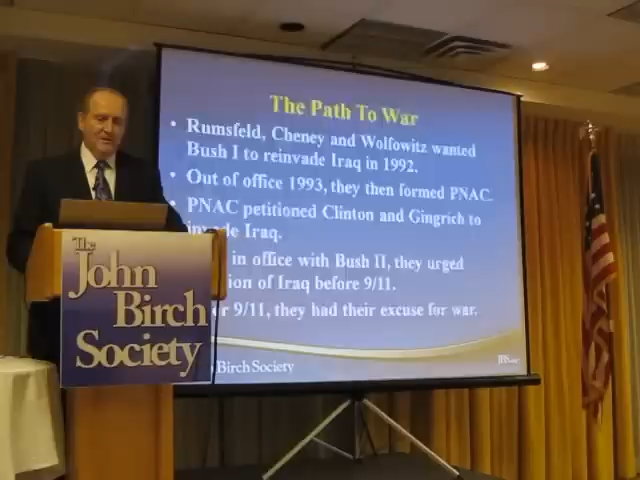 The Path To War
• Rumsfeld, Cheney and Wolfowitz wanted
Bush I to reinvade Iraq in 1992.
• Out of office 1993, they then formed PNAC.
• PNAC petitioned Clinton and Gingrich to
invade Iraq.
in office with Bush II, they urged
ion of Iraq before 9/11.
er 9/11, they had their excuse for war.
Birch Society
The
John
Birch
Society